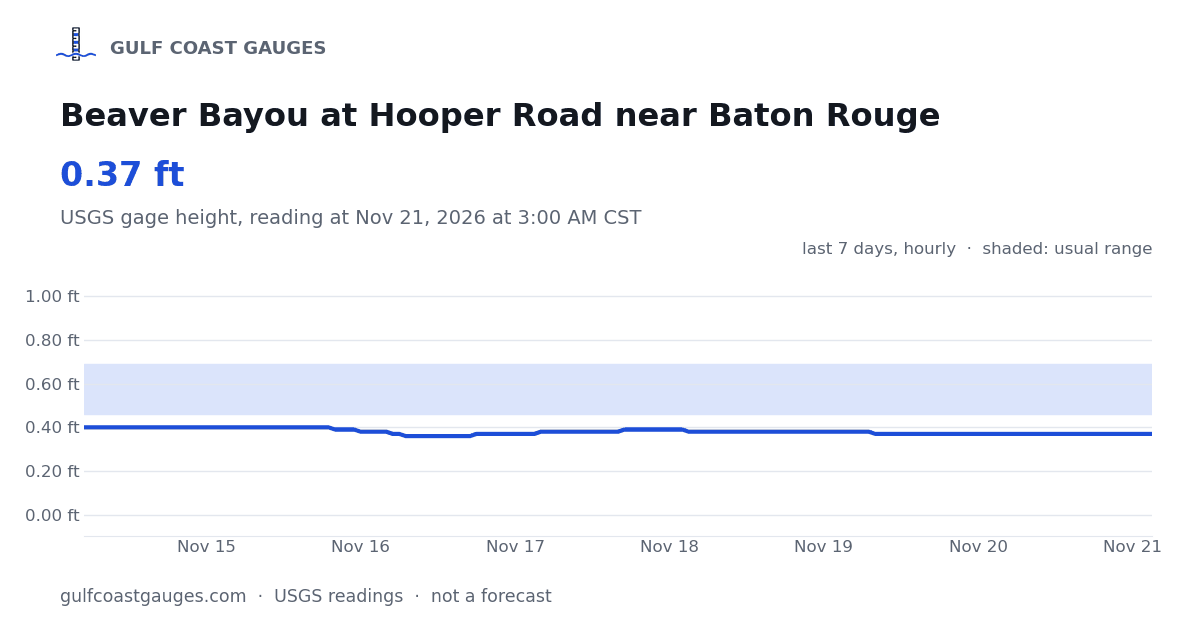 GULF COAST GAUGES
Beaver Bayou at Hooper Road near Baton Rouge
0.37 ft
USGS gage height, reading at Nov 21, 2026 at 3:00 AM CST
last 7 days, hourly · shaded: usual range
1.00 ft
0.80 ft
0.60 ft
0.40 ft
0.20 ft
0.00 ft
Nov 15 Nov 16 Nov 17 Nov 18 Nov 19 Nov 20 Nov 21
gulfcoastgauges.com · USGS readings · not a forecast